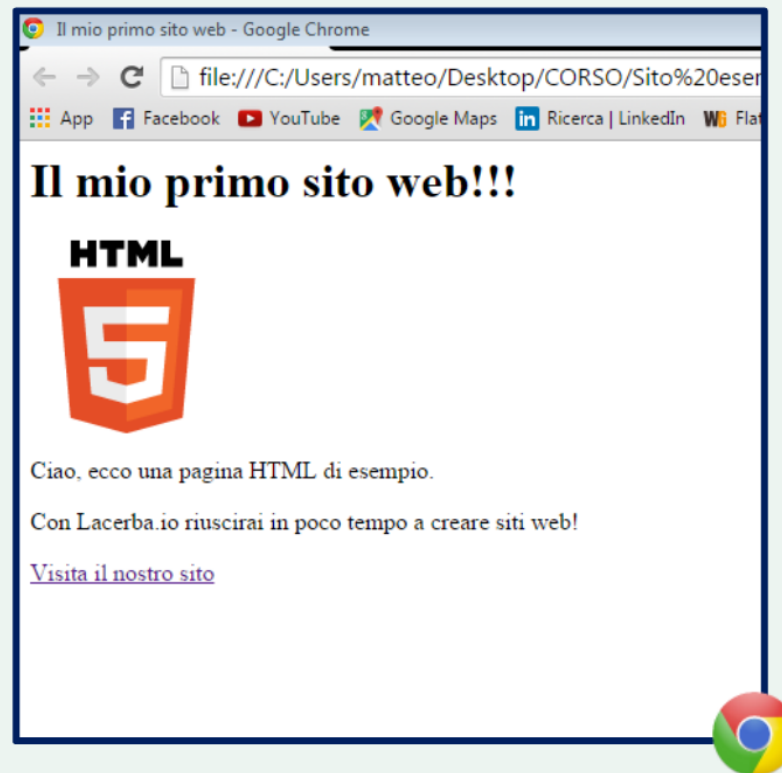 Il mio primo sito web - Google Chrome
file:///C:/Users/matteo/Desktop/CORSO/Sito%20eser
App Facebook YouTube Google Maps in Ricerca | LinkedIn Flat
Il mio primo sito web!!!
HTML
5
Ciao, ecco una pagina HTML di esempio.
Con Lacerba.io riuscirai in poco tempo a creare siti web!
Visita il nostro sito